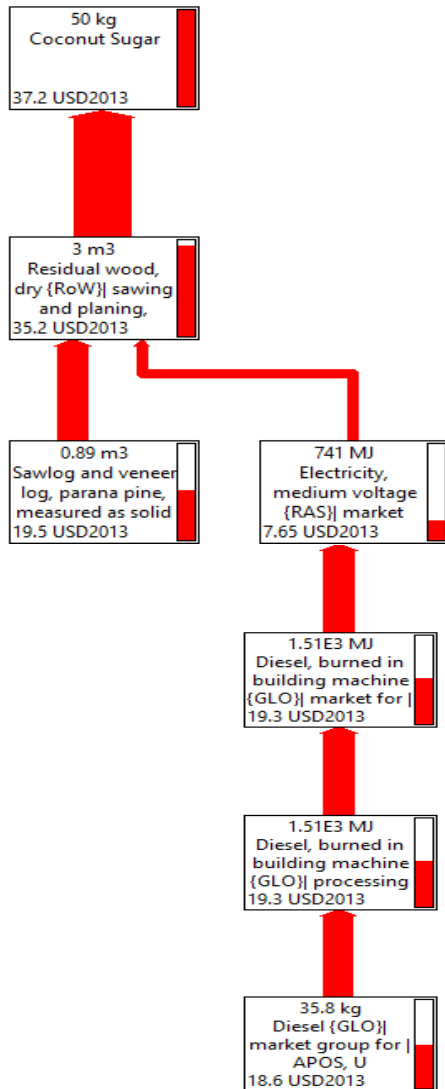 50 kg
Coconut Sugar
37.2 USD2013
3 m3
Residual wood,
dry {RoW}| sawing
and planing,
35.2 USD2013
0.89 m3
Sawlog and veneer
log, parana pine,
measured as solid
19.5 USD2013
741 MJ
Electricity,
medium voltage
{RAS}| market
7.65 USD2013
1.51E3 MJ
Diesel, burned in
building machine
{GLO}| market for |
19.3 USD2013
1.51E3 MJ
Diesel, burned in
building machine
{GLO}| processing
19.3 USD2013
35.8 kg
Diesel {GLO}|
market group for |
APOS, U
18.6 USD2013